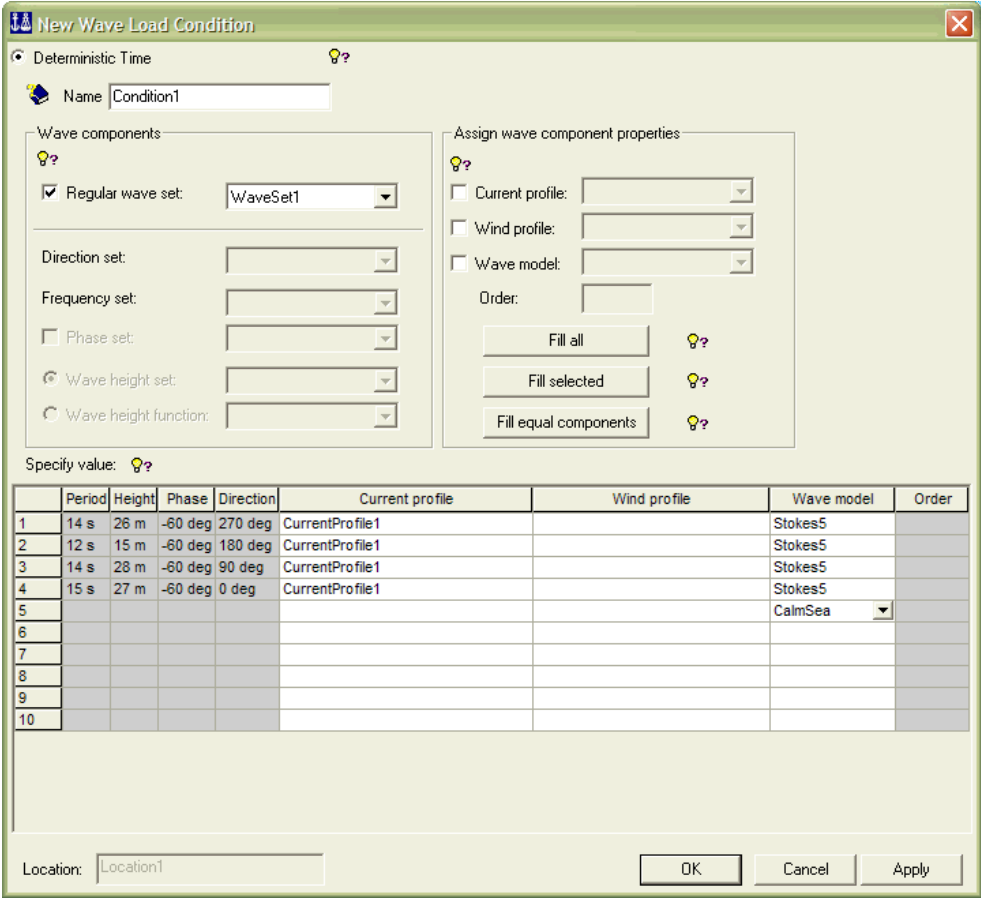 New Wave Load Condition
Deterministic Time
Name Condition1
Wave components
Regular wave set: WaveSet1
Direction set:
Frequency set:
Phase set:
Wave height set:
Wave height function:
Assign wave component properties
Current profile:
Wind profile:
Wave model:
Order:
Fill all
Fill selected
Fill equal components
Specify value:
Period Height Phase Direction Current profile Wind profile Wave model Order
1 14 s 26 m -60 deg 270 deg CurrentProfile1 Stokes5
2 12 s 15 m -60 deg 180 deg CurrentProfile1 Stokes5
3 14 s 28 m -60 deg 90 deg CurrentProfile1 Stokes5
4 15 s 27 m -60 deg 0 deg CurrentProfile1 Stokes5
5 CalmSea
6
7
8
9
10
Location: Location1 OK Cancel Apply